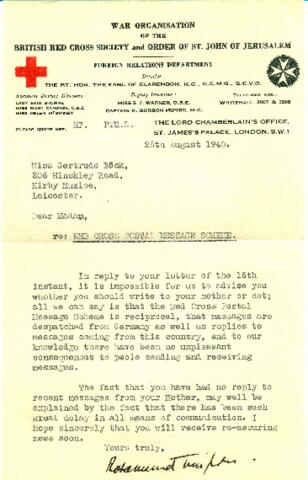 WAR ORGANISATION
OF THE
BRITISH RED CROSS SOCIETY and ORDER OF ST. JOHN OF JERUSALEM
FOREIGN RELATIONS DEPARTMENT
THE RT. HON. THE EARL OF CLARENDON, K.G., G.C.M.G., G.C.V.O.
MISS S. J. WARNER, O.B.E.
THE LORD CHAMBERLAIN'S OFFICE,
ST. JAMES'S PALACE, LONDON, S.W.1
P.M.S.
26th August 1940.
Miss Gertrude Böck,
206 Hinckley Road,
Kirby Muxloe,
Leicester.
Dear Madam,
to: RED CROSS POSTAL MESSAGE SCHEME.
In reply to your letter of the 15th
instant, it is impossible for us to advise you
whether you should write to your mother or not;
all we can say is that the Red Cross Postal
Message Scheme is reciprocal, that messages are
despatched from Germany as well us replies to
messages coming from this country, and to our
knowledge there have been no unpleasant
consequences to people sending and receiving
messages.
The fact that you have had no reply to
recent messages from your Mother, may well be
explained by the fact that there has been such
great delay in all means of communication. I
hope sincerely that you will receive re-assuring
news soon.
Yours truly,